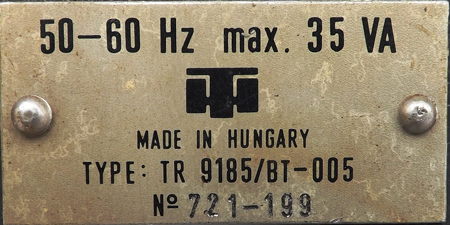 50-60 Hz max. 35 VA
MADE IN HUNGARY
TYPE: TR 9185/BT-005
Nº 721-199